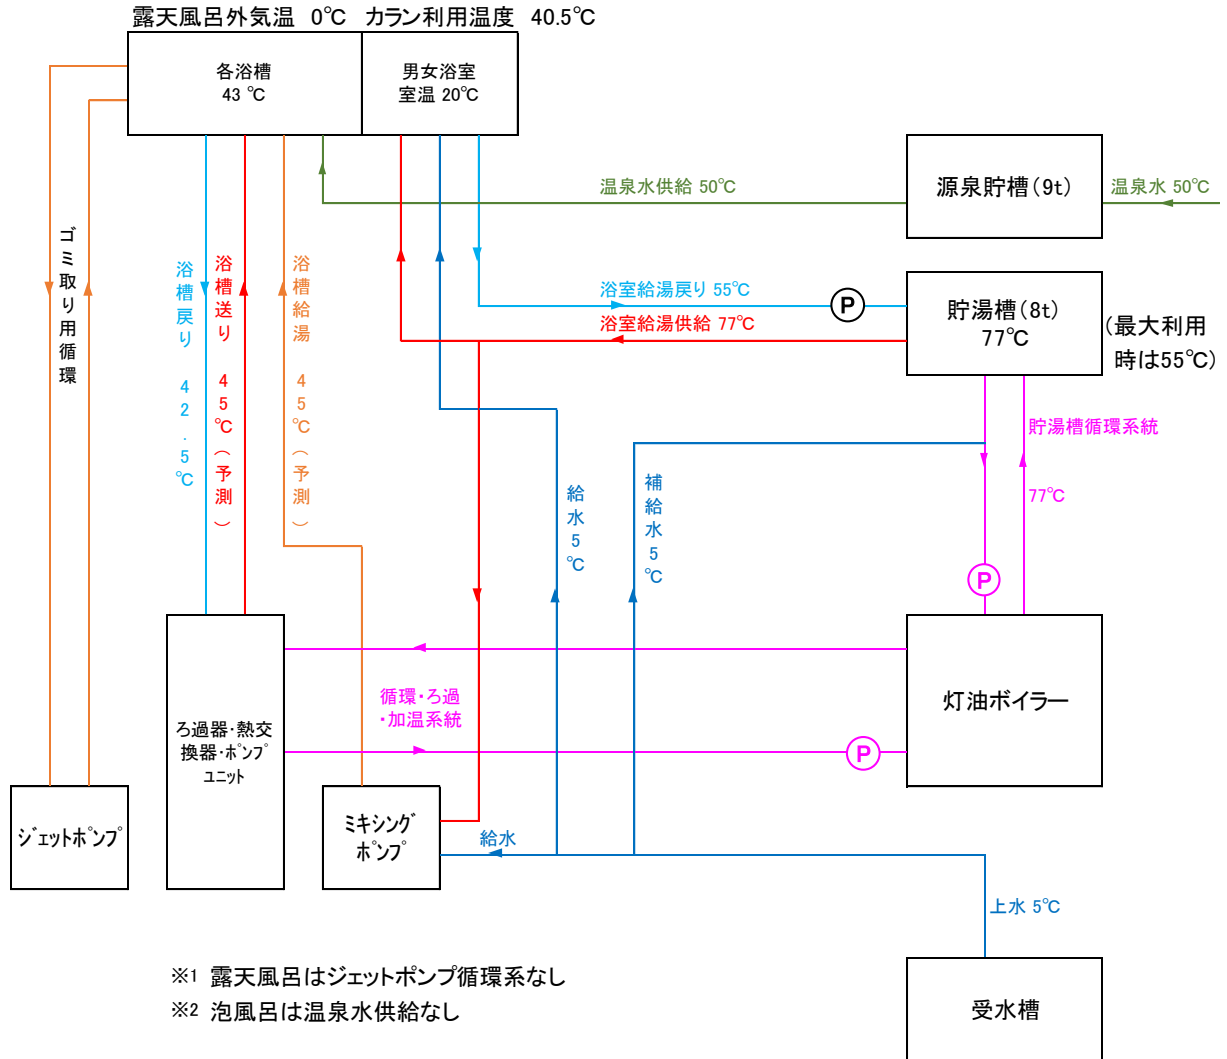 露天風呂外気温 0℃ カラン利用温度 40.5℃
各浴槽
43 ℃
男女浴室
室温 20℃
源泉貯槽(9t)
温泉水供給 50℃
温泉水 50℃
ゴミ取り用循環
浴槽戻り 42.5℃
浴槽送り 45℃(予測)
浴槽給湯 45℃(予測)
浴室給湯戻り 55℃
浴室給湯供給 77℃
P
貯湯槽(8t)
77℃
(最大利用
時は55℃)
貯湯槽循環系統
77℃
給水5℃
補給水5℃
P
循環・ろ過
・加温系統
P
灯油ボイラー
ろ過器・熱交
換器・ポンプ
ユニット
ジェットポンプ
ミキシング
ポンプ
給水
上水 5℃
受水槽
※1 露天風呂はジェットポンプ循環系なし
※2 泡風呂は温泉水供給なし